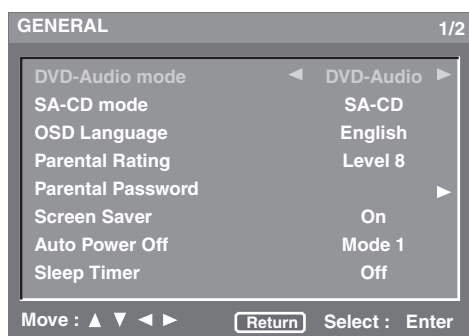 GENERAL 1/2
DVD-Audio mode ◀ DVD-Audio ▶
SA-CD mode SA-CD
OSD Language English
Parental Rating Level 8
Parental Password ▶
Screen Saver On
Auto Power Off Mode 1
Sleep Timer Off
Move : ▲ ▼ ◀ ▶ Return Select : Enter